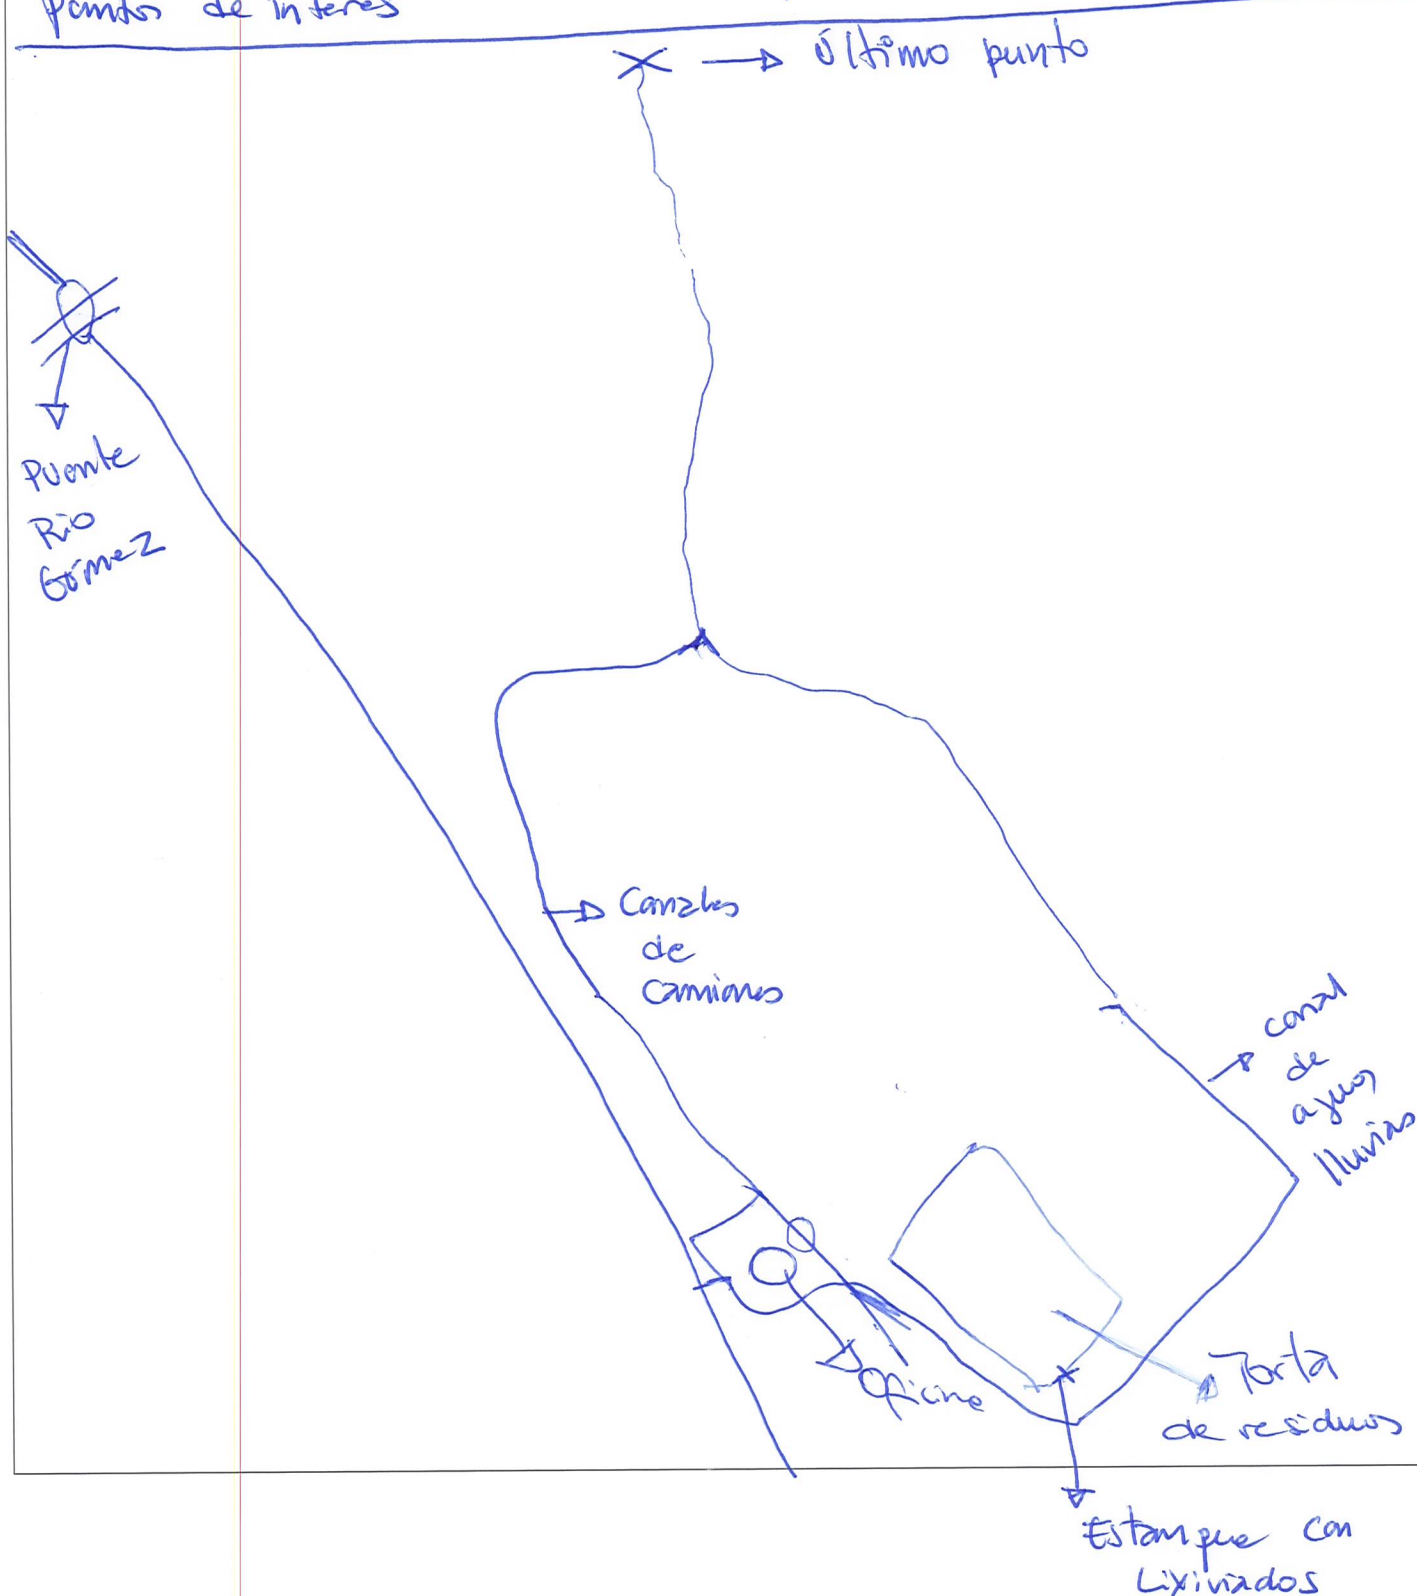 puntos de interés
Último punto
Puente
Rio
Gómez
Canales
de
camiones
canal
de
aguas
lluvias
Oficina
Torta
de residuos
Estanque con
Lixiviados